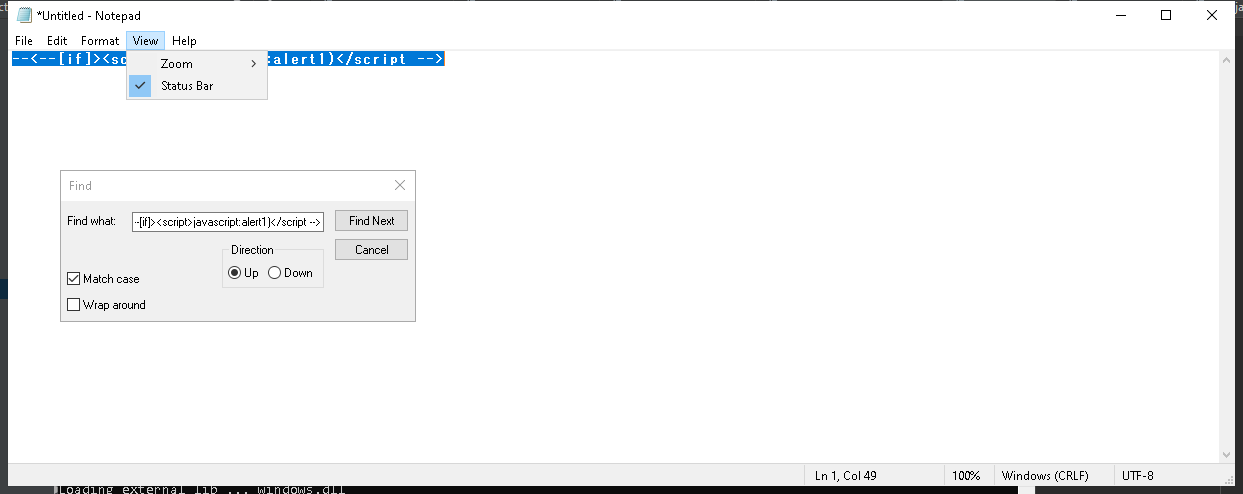 *Untitled - Notepad
File Edit Format View Help
--<--[if]><sc :alert1)</script -->
Zoom
Status Bar
Find
Find what: --[if]><script>javascript:alert1)</script -->
Find Next
Direction
Cancel
Up Down
Match case
Wrap around
Ln 1, Col 49 100% Windows (CRLF) UTF-8
Loading external lib ... windows.dll